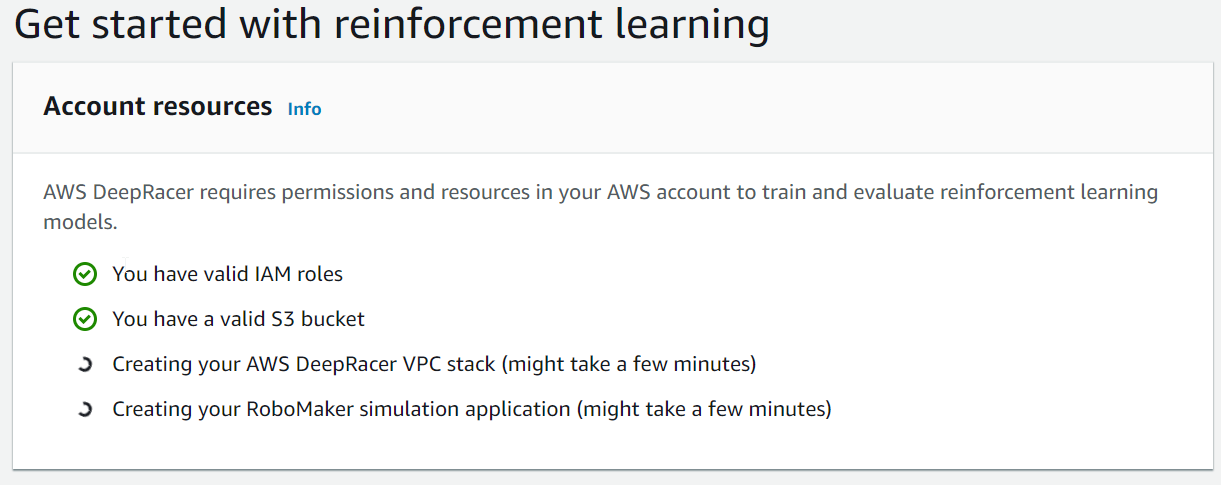 Get started with reinforcement learning
Account resources Info
AWS DeepRacer requires permissions and resources in your AWS account to train and evaluate reinforcement learning
models.
You have valid IAM roles
You have a valid S3 bucket
Creating your AWS DeepRacer VPC stack (might take a few minutes)
Creating your RoboMaker simulation application (might take a few minutes)